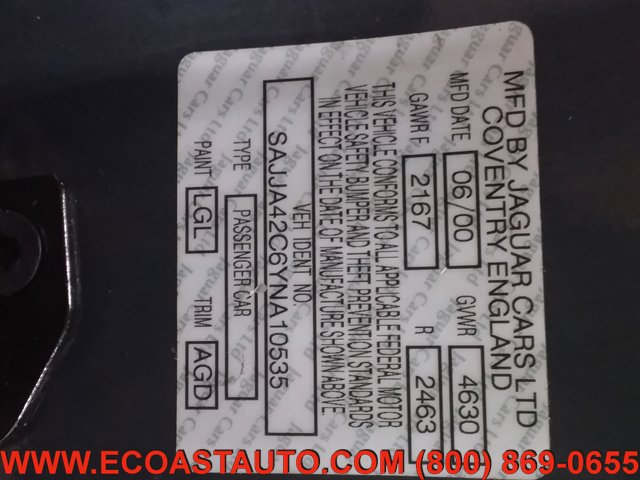 MFD BY JAGUAR CARS LTD
COVENTRY ENGLAND
MFD DATE 06/00 GVWR 4630
GAWR F 2167 R 2463
THIS VEHICLE CONFORMS TO ALL APPLICABLE FEDERAL MOTOR
VEHICLE SAFETY BUMPER AND THEFT PREVENTION STANDARDS
IN EFFECT ON THE DATE OF MANUFACTURE SHOWN ABOVE.
VEH IDENT NO.
SAJJA42C6YNA10535
TYPE PASSENGER CAR
PAINT LGL TRIM AGD
WWW.ECOASTAUTO.COM (800) 869-0655